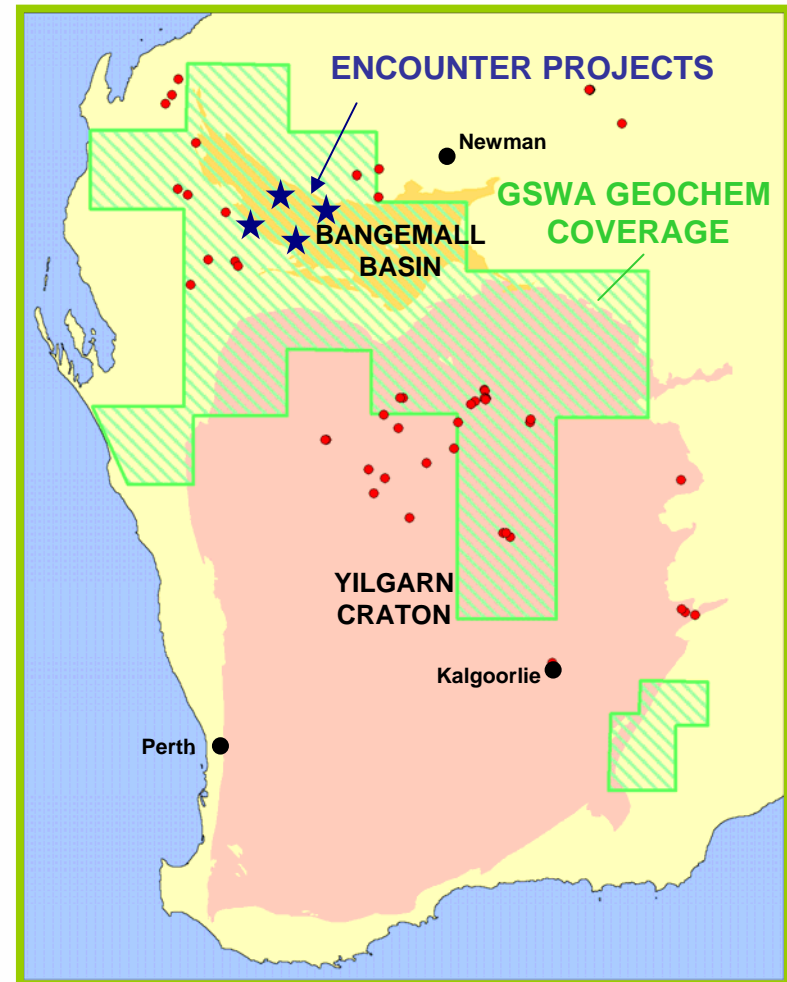 ENCOUNTER PROJECTS
Newman
GSWA GEOCHEM
COVERAGE
BANGEMALL
BASIN
YILGARN
CRATON
Kalgoorlie
Perth